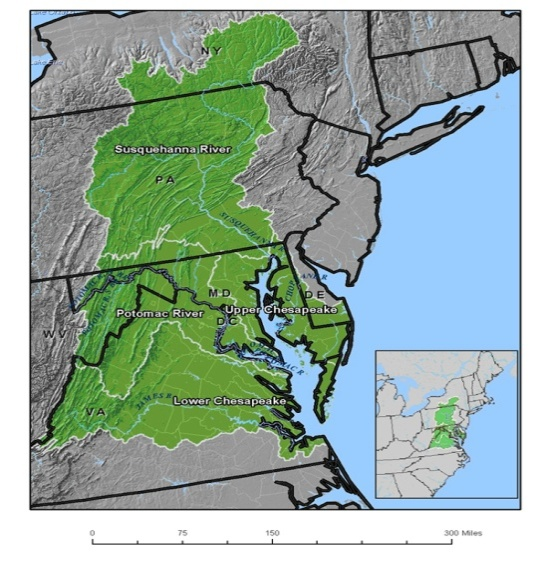 NY
Susquehanna River
PA
SUSQUEHANNA
MD
DE
Upper Chesapeake
Potomac River
DC
WV
Lower Chesapeake
JAMES R
VA
0 75 150 300 Miles